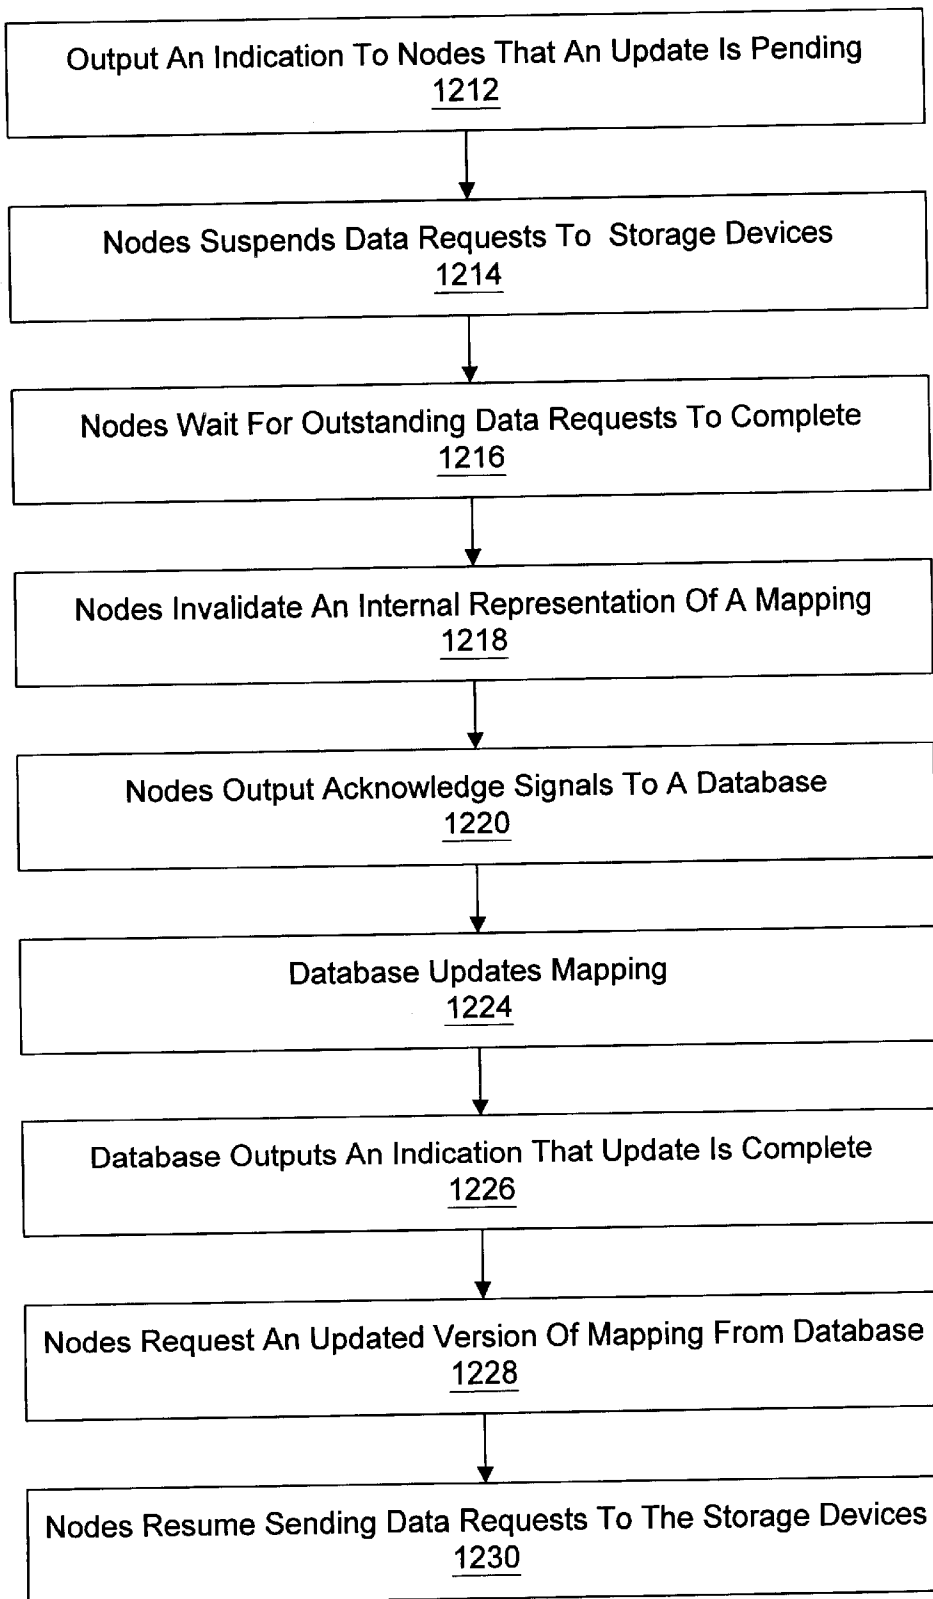 Output An Indication To Nodes That An Update Is Pending
1212
Nodes Suspends Data Requests To Storage Devices
1214
Nodes Wait For Outstanding Data Requests To Complete
1216
Nodes Invalidate An Internal Representation Of A Mapping
1218
Nodes Output Acknowledge Signals To A Database
1220
Database Updates Mapping
1224
Database Outputs An Indication That Update Is Complete
1226
Nodes Request An Updated Version Of Mapping From Database
1228
Nodes Resume Sending Data Requests To The Storage Devices
1230